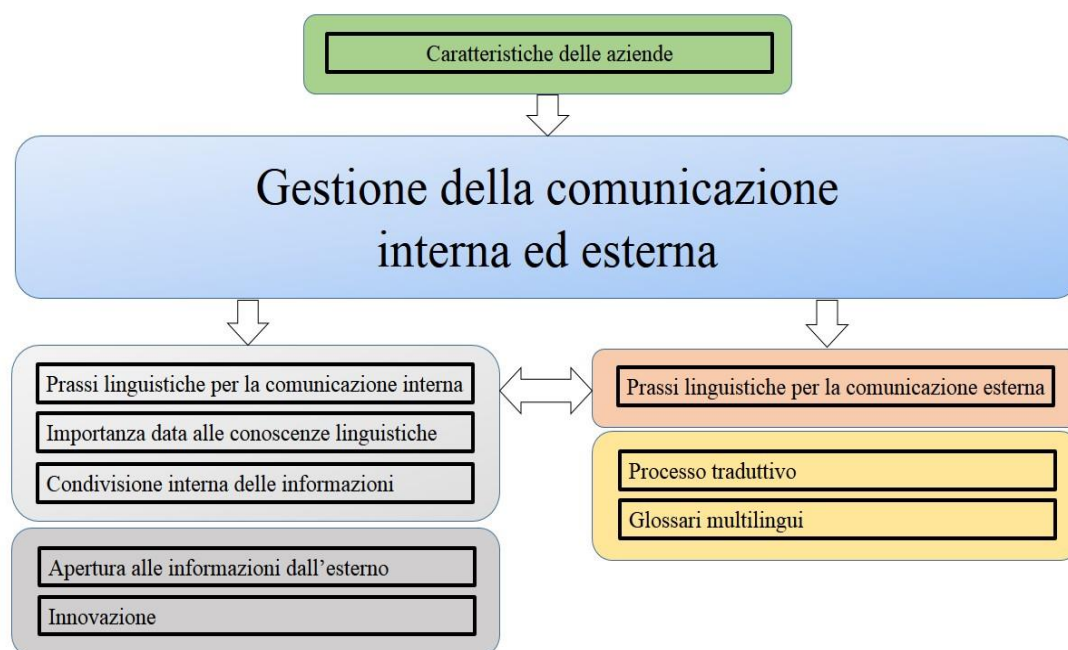 Caratteristiche delle aziende
Gestione della comunicazione
interna ed esterna
Prassi linguistiche per la comunicazione interna
Importanza data alle conoscenze linguistiche
Condivisione interna delle informazioni
Apertura alle informazioni dall’esterno
Innovazione
Prassi linguistiche per la comunicazione esterna
Processo traduttivo
Glossari multilingui